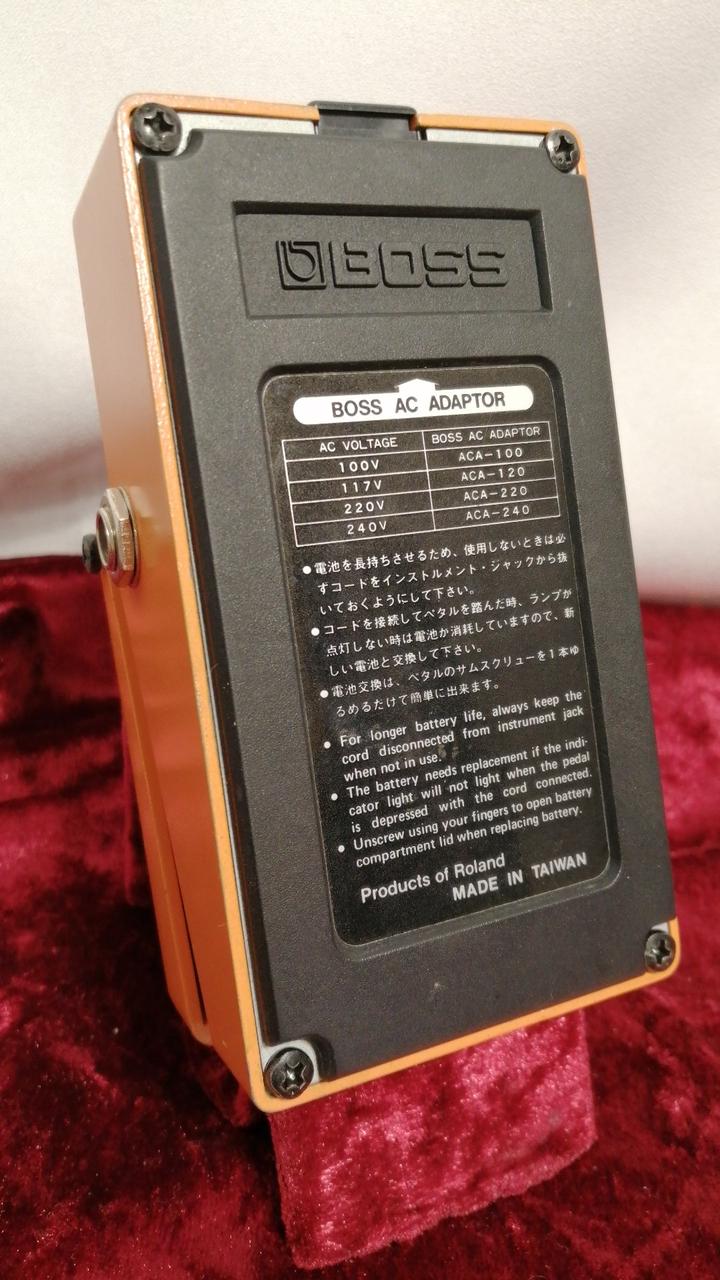 BOSS
BOSS AC ADAPTOR
AC VOLTAGE BOSS AC ADAPTOR
100V ACA-100
117V ACA-120
220V ACA-220
240V ACA-240
●電池を長持ちさせるため、使用しないときは必
ずコードをインストルメント・ジャックから抜
いておくようにして下さい。
●コードを接続してペタルを踏んだ時、ランプが
点灯しない時は電池か消耗していますので、新
しい電池と交換して下さい。
●電池交換は、ペタルのサムスクリューを1本ゆ
るめるだけて簡単に出来ます。
● For longer battery life, always keep the
cord disconnected from instrument jack
when not in use.
● The battery needs replacement if the indi-
cator light will not light when the pedal
is depressed with the cord connected.
● Unscrew using your fingers to open battery
compartment lid when replacing battery.
Products of Roland
MADE IN TAIWAN